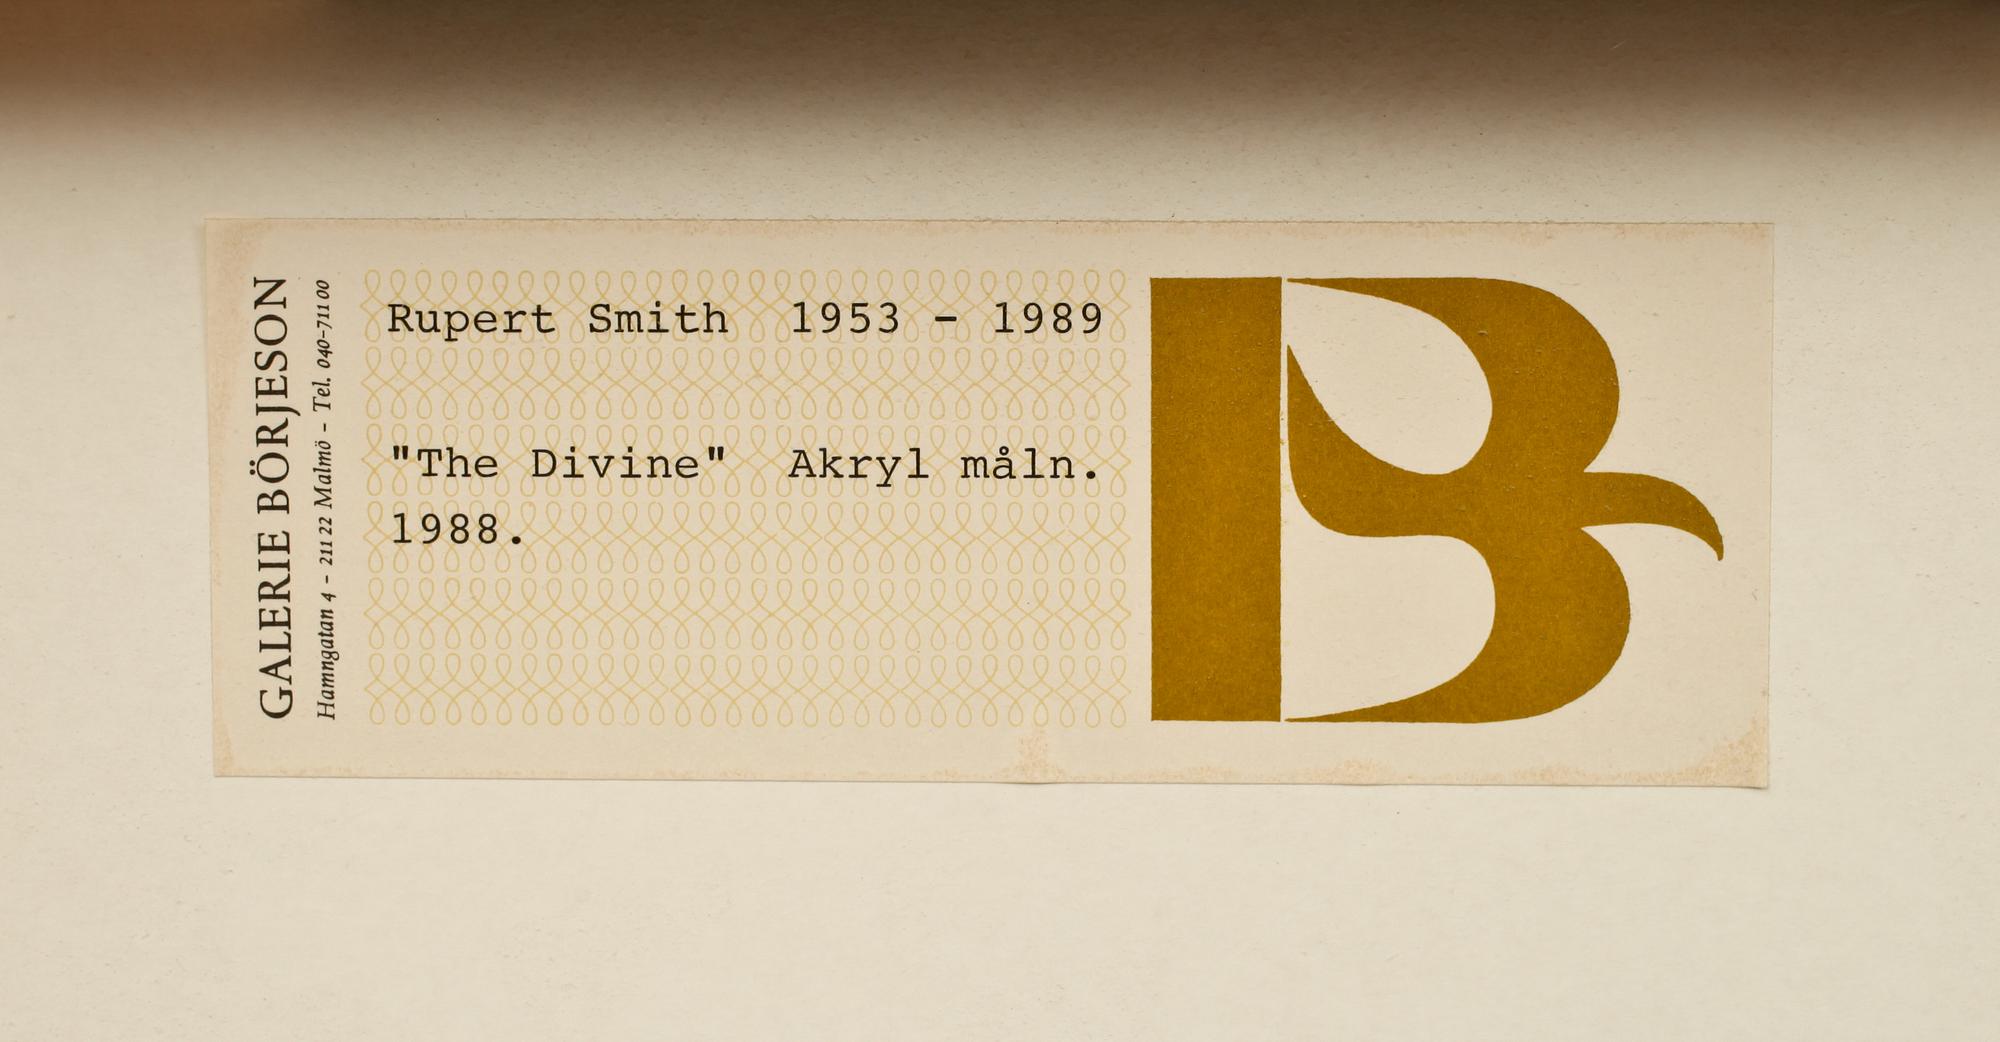 GALERIE BÖRJESON
Hamngatan 4 - 211 22 Malmö - Tel. 040-711 00
Rupert Smith  1953 - 1989
"The Divine"  Akryl måln.
1988.
B